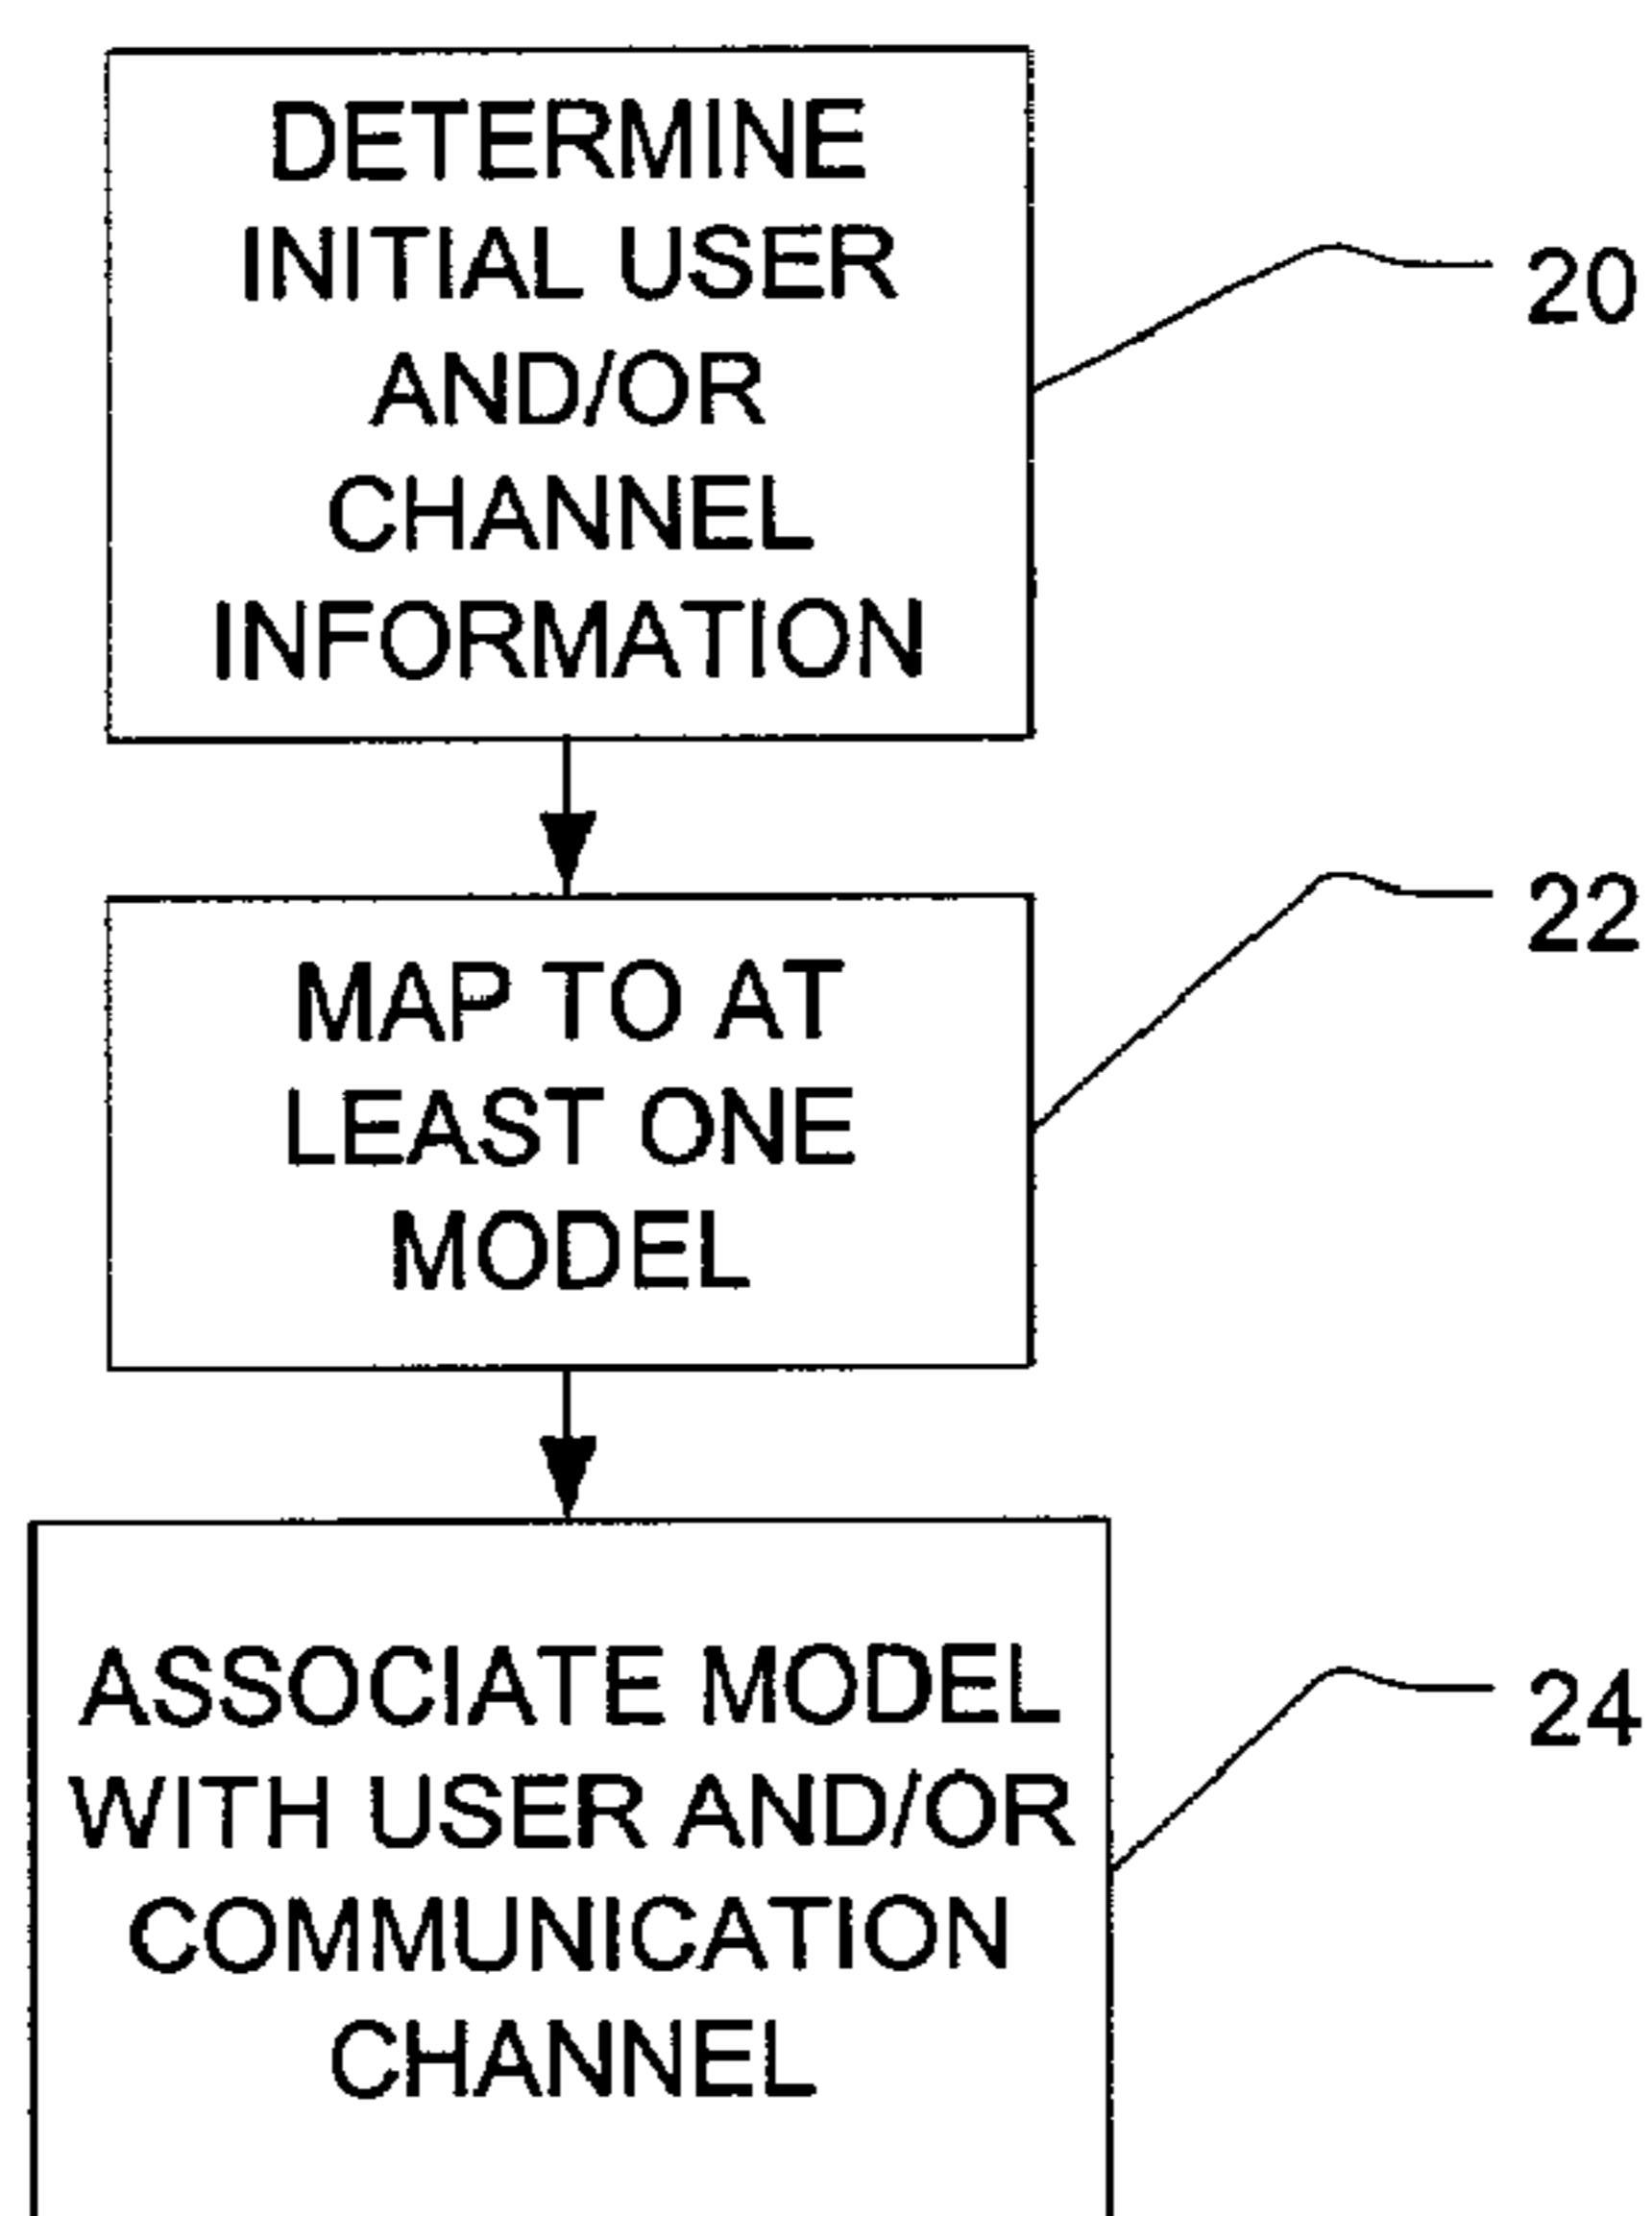 DETERMINE
INITIAL USER
AND/OR
CHANNEL
INFORMATION
20
MAP TO AT
LEAST ONE
MODEL
22
ASSOCIATE MODEL
WITH USER AND/OR
COMMUNICATION
CHANNEL
24